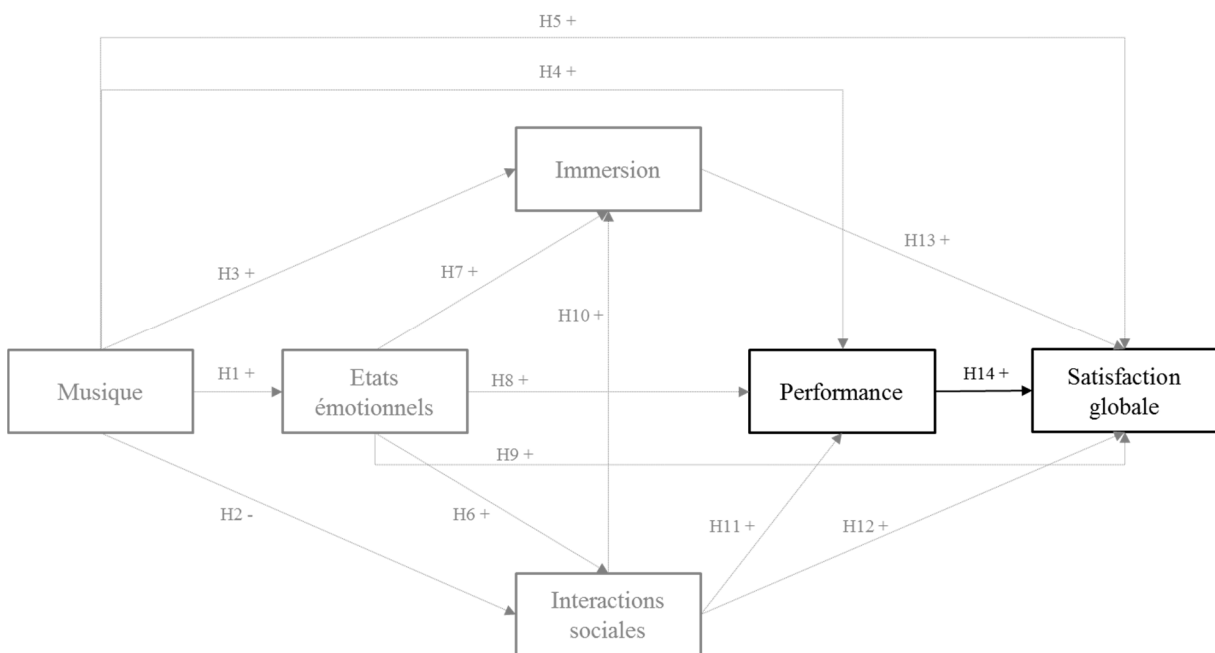 H5 +
H4 +
Immersion
H13 +
H3 +
H7 +
H10 +
Musique
H1 +
Etats
émotionnels
H8 +
Performance
H14 +
Satisfaction
globale
H9 +
H2 -
H6 +
H11 +
H12 +
Interactions
sociales